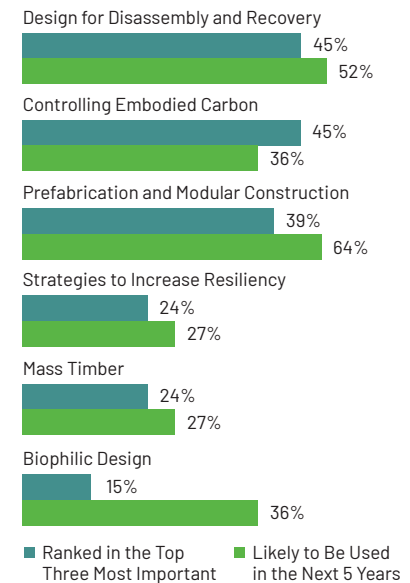 Design for Disassembly and Recovery
45%
52%
Controlling Embodied Carbon
45%
36%
Prefabrication and Modular Construction
39%
64%
Strategies to Increase Resiliency
24%
27%
Mass Timber
24%
27%
Biophilic Design
15%
36%
Ranked in the Top
Three Most Important
Likely to Be Used
in the Next 5 Years